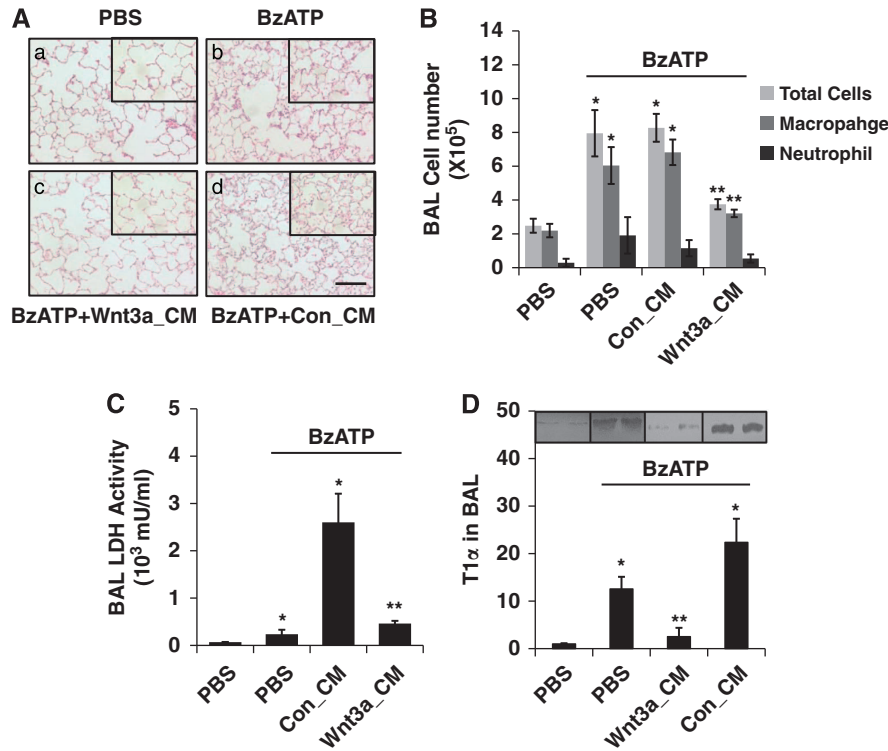 A
PBS
BzATP
a
b
c
d
BzATP+Wnt3a_CM
BzATP+Con_CM
B
BAL Cell number
(X10⁵)
14
12
10
8
6
4
2
0
BzATP
* * * * ** **
Total Cells
Macropahge
Neutrophil
PBS
PBS
Con_CM
Wnt3a_CM
C
BAL LDH Activity
(10³ mU/ml)
5
4
3
2
1
0
BzATP
* * **
PBS
PBS
Con_CM
Wnt3a_CM
D
T1α in BAL
50
40
30
20
10
0
BzATP
* ** *
PBS
PBS
Wnt3a_CM
Con_CM